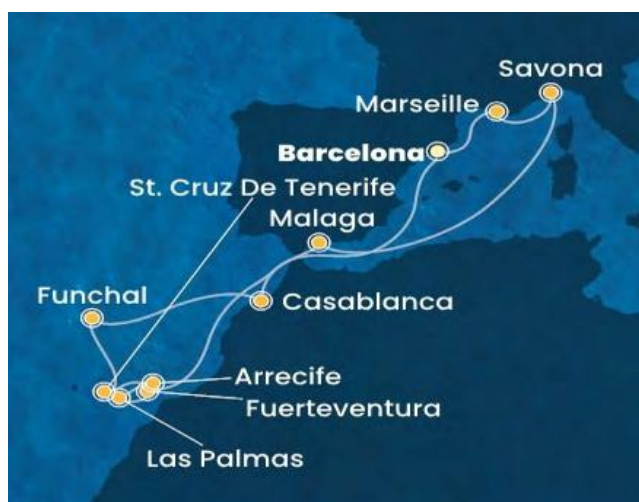 Savona
Marseille
Barcelona
St. Cruz De Tenerife
Malaga
Funchal
Casablanca
Arrecife
Fuerteventura
Las Palmas